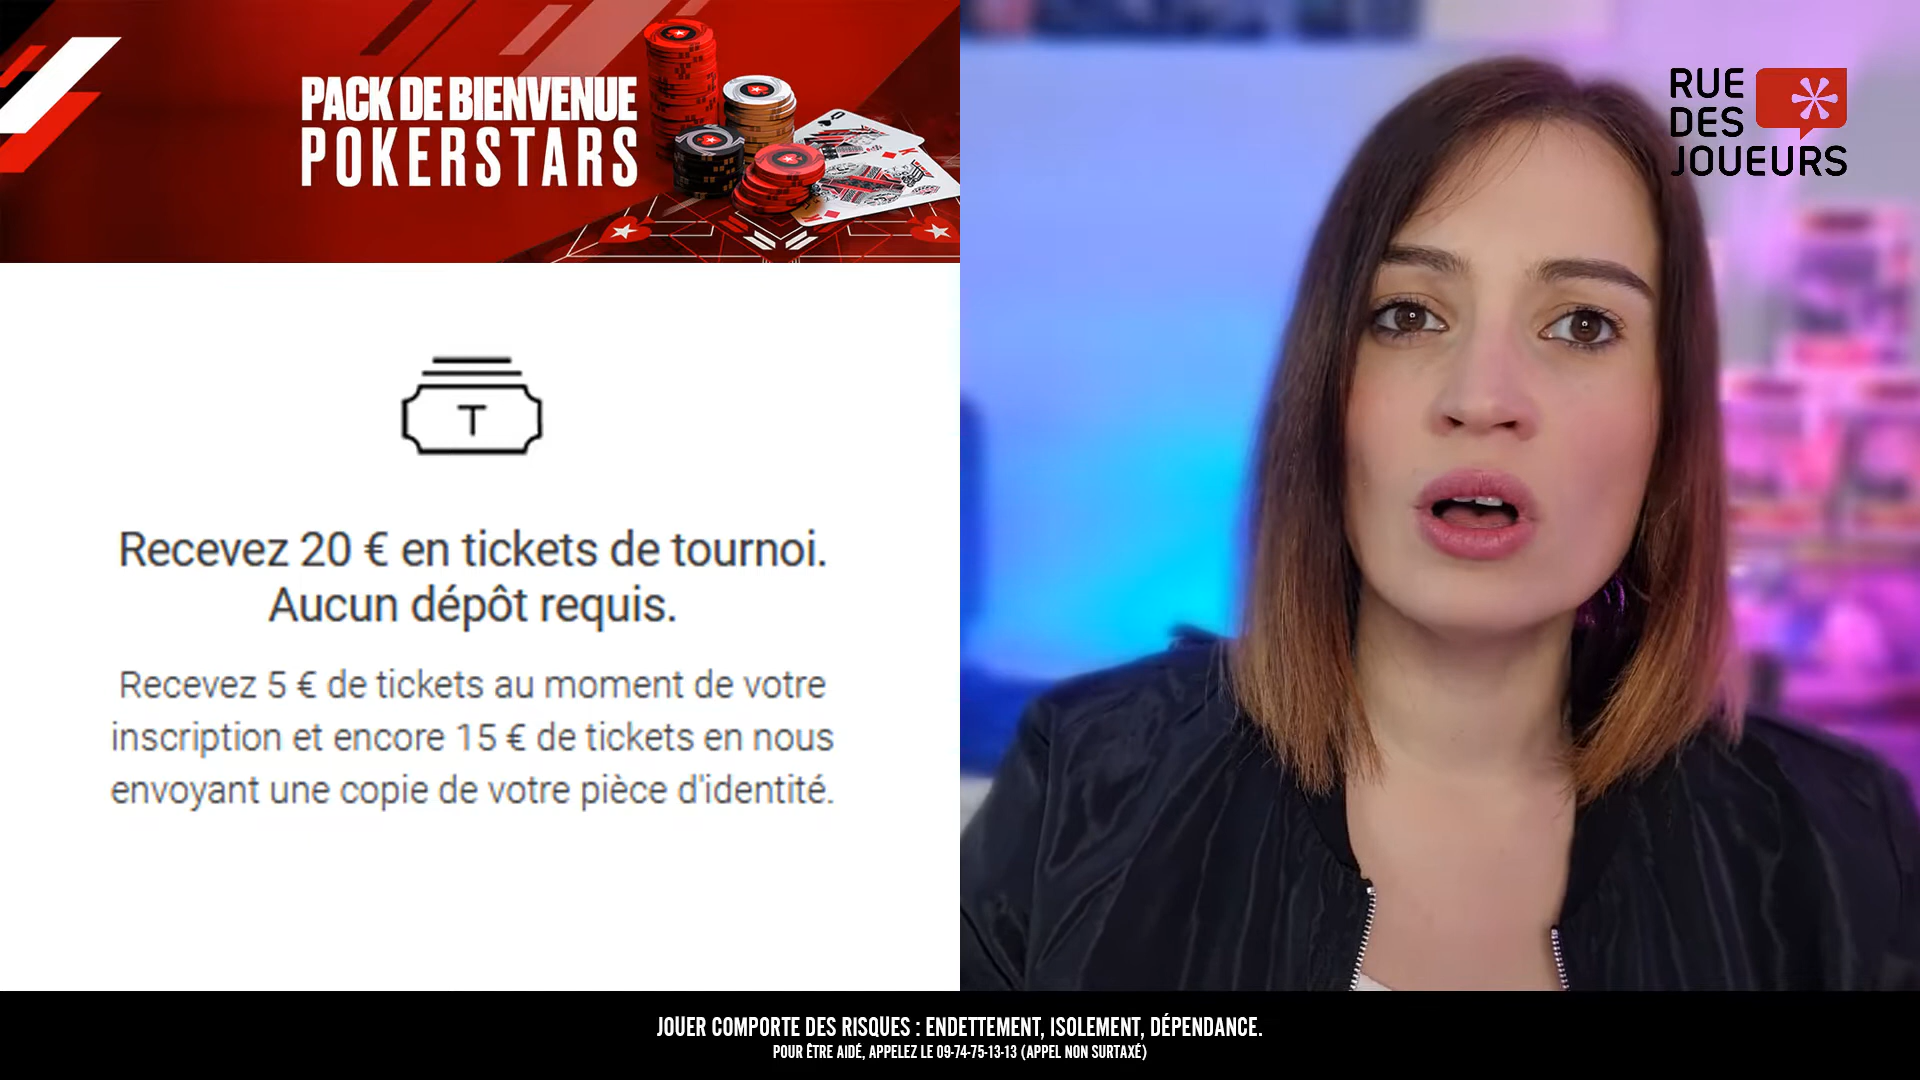 PACK DE BIENVENUE
POKERSTARS
T
Recevez 20 € en tickets de tournoi.
Aucun dépôt requis.
Recevez 5 € de tickets au moment de votre
inscription et encore 15 € de tickets en nous
envoyant une copie de votre pièce d'identité.
RUE
DES
JOUEURS
JOUER COMPORTE DES RISQUES : ENDETTEMENT, ISOLEMENT, DÉPENDANCE.
POUR ÊTRE AIDÉ, APPELEZ LE 09-74-75-13-13 (APPEL NON SURTAXÉ)